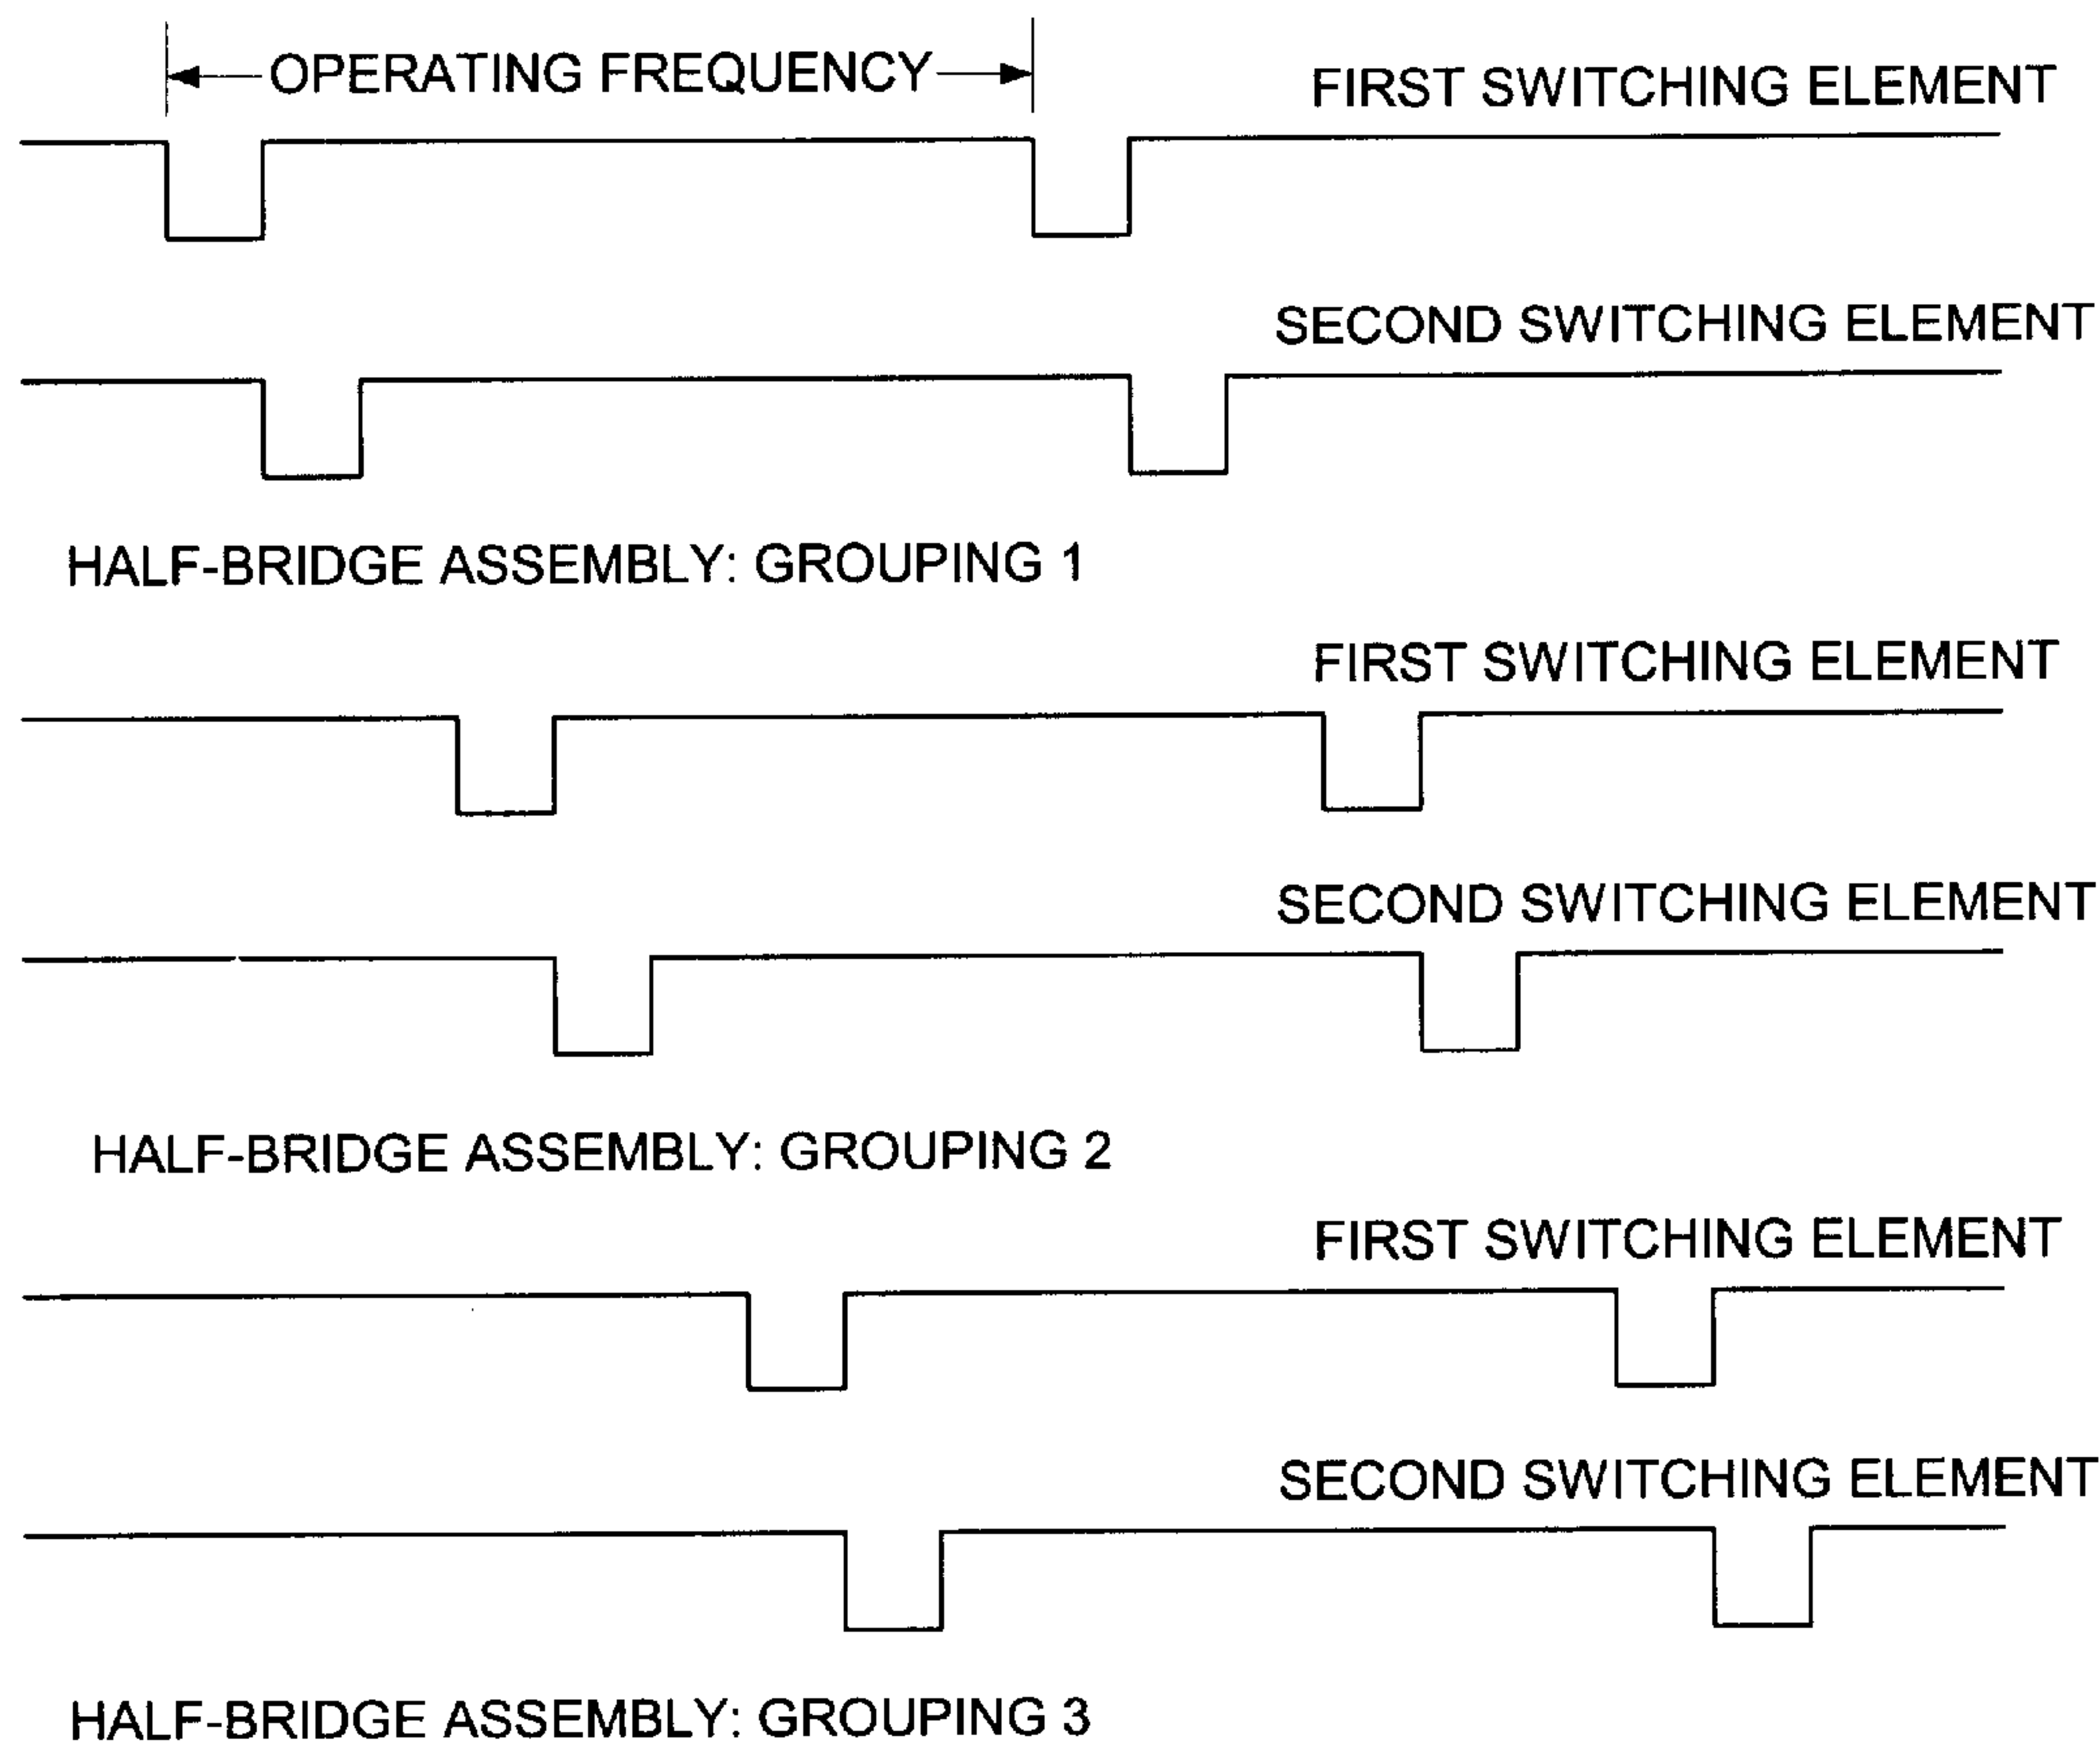 OPERATING FREQUENCY
FIRST SWITCHING ELEMENT
SECOND SWITCHING ELEMENT
HALF-BRIDGE ASSEMBLY: GROUPING 1
FIRST SWITCHING ELEMENT
SECOND SWITCHING ELEMENT
HALF-BRIDGE ASSEMBLY: GROUPING 2
FIRST SWITCHING ELEMENT
SECOND SWITCHING ELEMENT
HALF-BRIDGE ASSEMBLY: GROUPING 3